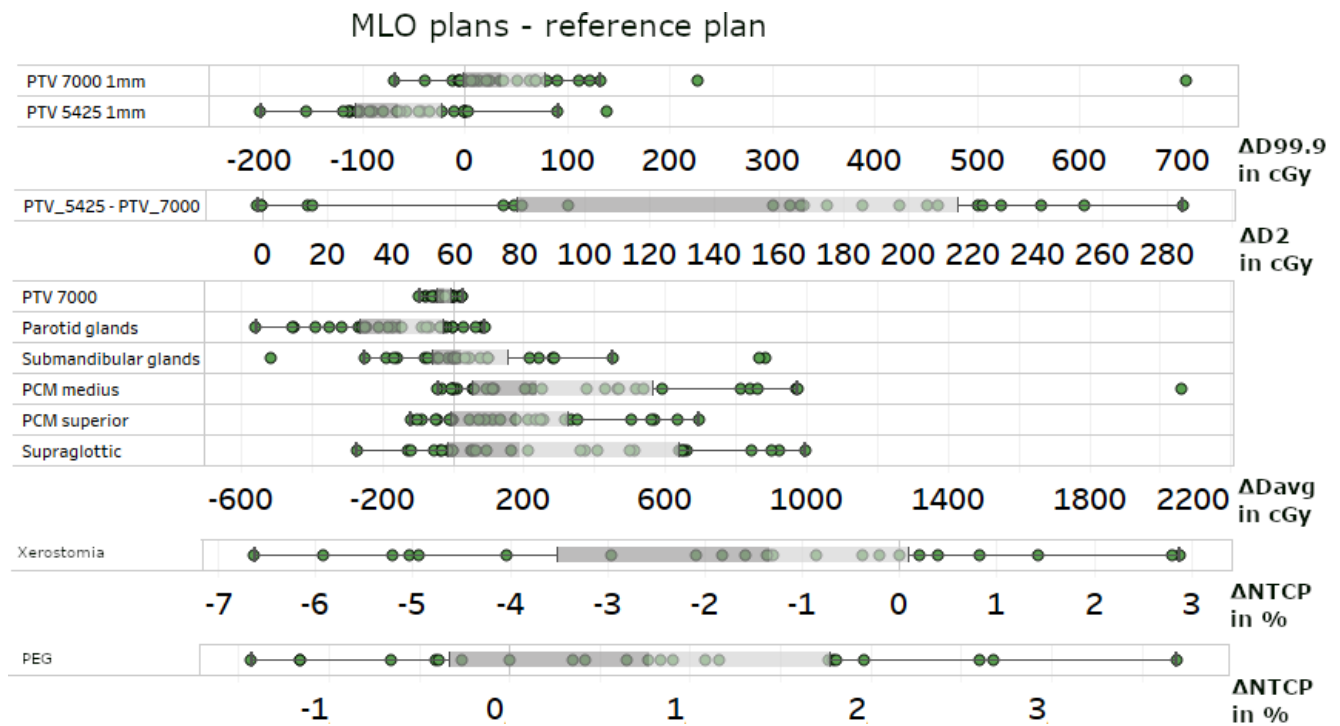 MLO plans - reference plan
PTV 7000 1mm
PTV 5425 1mm
-200 -100 0 100 200 300 400 500 600 700 ΔD99.9
in cGy
PTV_5425 - PTV_7000
0 20 40 60 80 100 120 140 160 180 200 220 240 260 280 ΔD2
in cGy
PTV 7000
Parotid glands
Submandibular glands
PCM medius
PCM superior
Supraglottic
-600 -200 200 600 1000 1400 1800 2200 ΔDavg
in cGy
Xerostomia
-7 -6 -5 -4 -3 -2 -1 0 1 2 3 ΔNTCP
in %
PEG
-1 0 1 2 3 ΔNTCP
in %